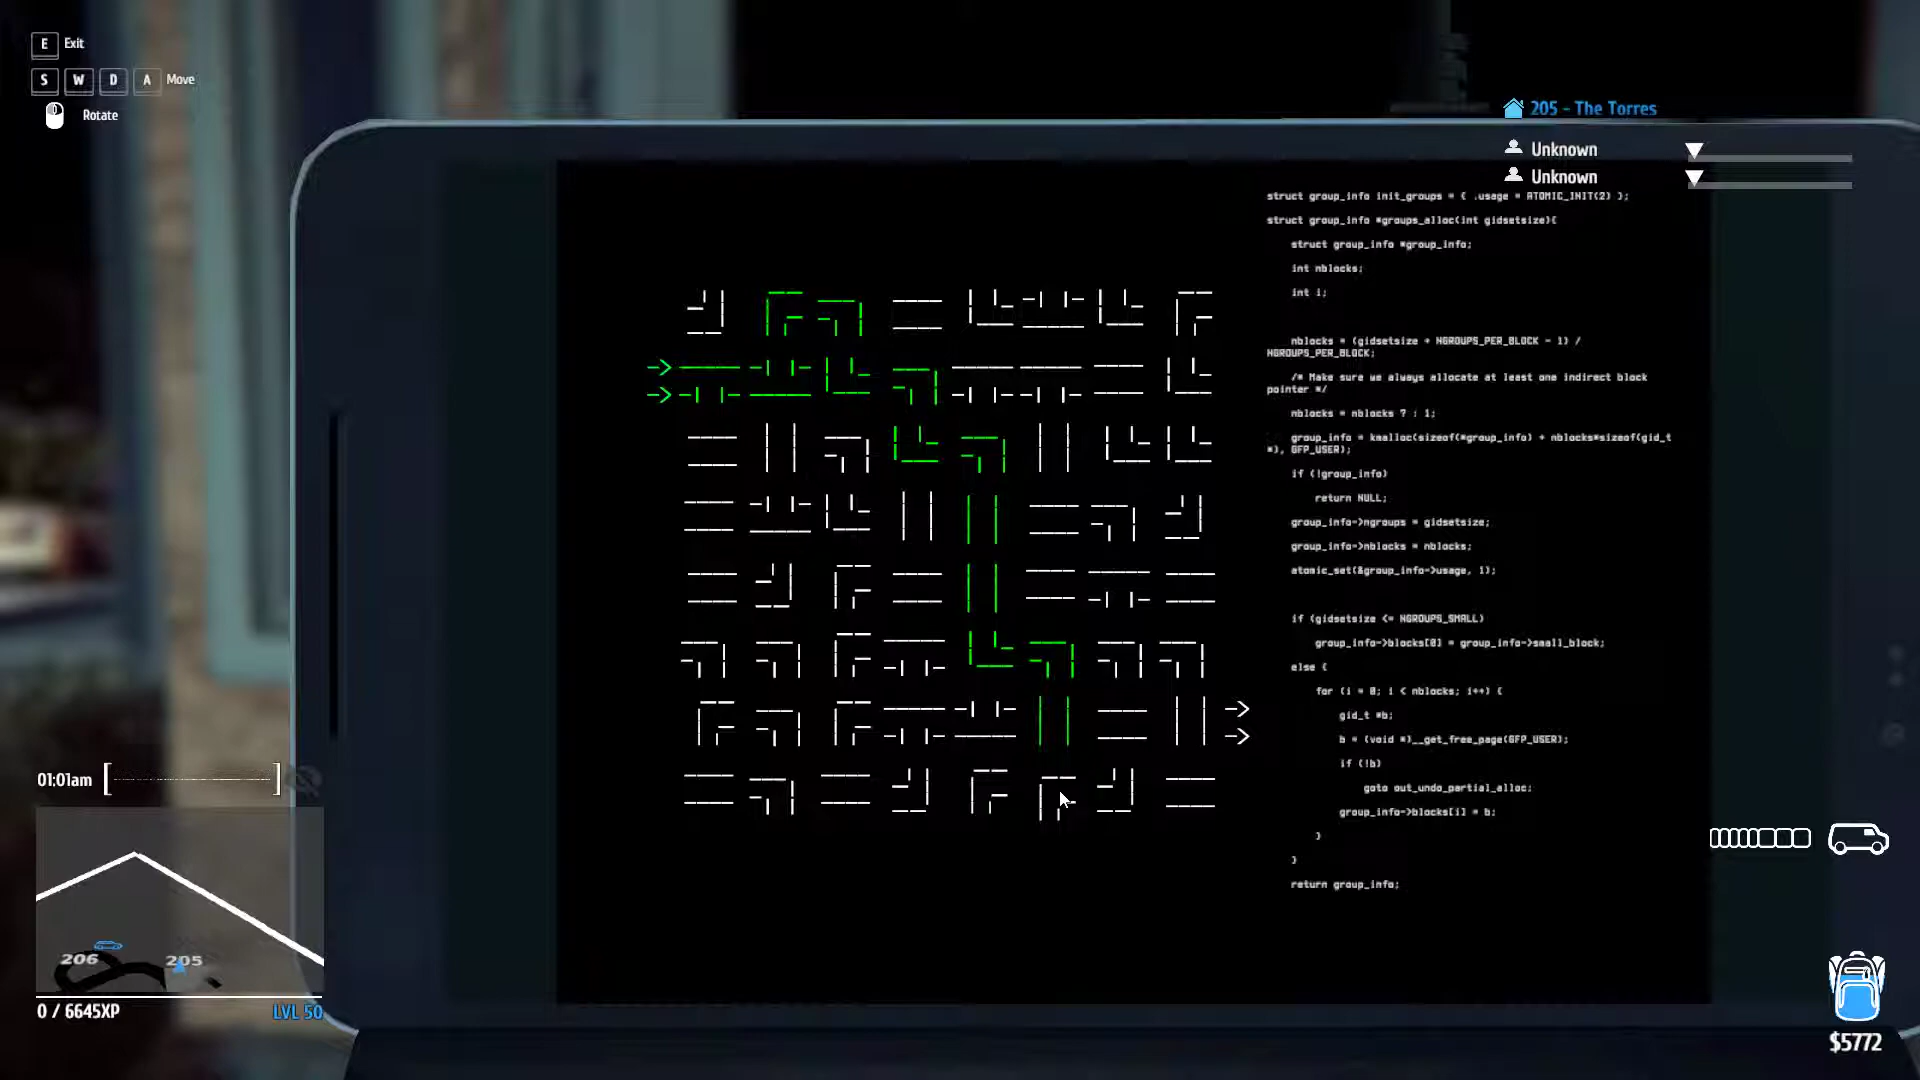 E Exit
S W D A Move
Rotate
205 - The Torres
Unknown
Unknown
struct group_info init_groups = { .usage = ATOMIC_INIT(2) };
struct group_info *groups_alloc(int gidsetsize){
struct group_info *group_info;
int nblocks;
int i;
nblocks = (gidsetsize + NGROUPS_PER_BLOCK - 1) /
NGROUPS_PER_BLOCK;
/* Make sure we always allocate at least one indirect block
pointer */
nblocks = nblocks ? : 1;
group_info = kmalloc(sizeof(*group_info) + nblocks*sizeof(gid_t
*), GFP_USER);
if (!group_info)
return NULL;
group_info->ngroups = gidsetsize;
group_info->nblocks = nblocks;
atomic_set(&group_info->usage, 1);
if (gidsetsize <= NGROUPS_SMALL)
group_info->blocks[0] = group_info->small_block;
else {
for (i = 0; i < nblocks; i++) {
gid_t *b;
b = (void *)__get_free_page(GFP_USER);
if (!b)
goto out_undo_partial_alloc;
group_info->blocks[i] = b;
}
}
return group_info;
01:01am
206
205
0 / 6645XP LVL 50
$5772